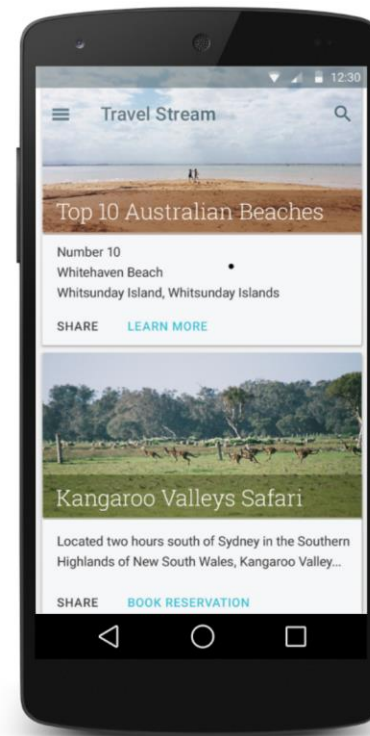 12:30
Travel Stream
Top 10 Australian Beaches
Number 10
Whitehaven Beach
Whitsunday Island, Whitsunday Islands
SHARE LEARN MORE
Kangaroo Valleys Safari
Located two hours south of Sydney in the Southern
Highlands of New South Wales, Kangaroo Valley...
SHARE BOOK RESERVATION